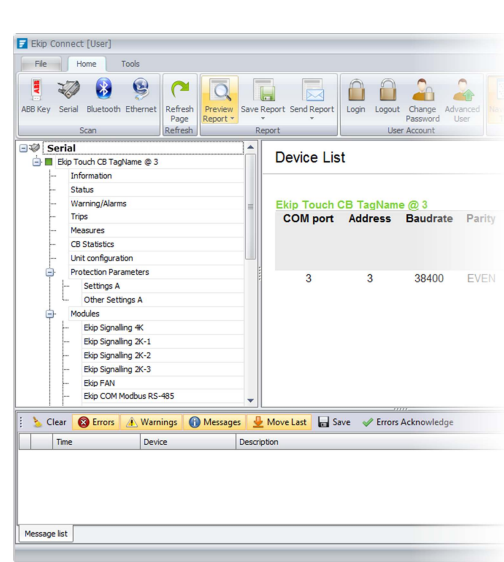 Ekip Connect [User]
File Home Tools
ABB Key Serial Bluetooth Ethernet Refresh Page Preview Report Save Report Send Report Login Logout Change Password Advanced User
Scan Refresh Report User Account
Serial
Ekip Touch CB TagName @ 3
Information
Status
Warning/Alarms
Trips
Measures
CB Statistics
Unit configuration
Protection Parameters
Settings A
Other Settings A
Modules
Ekip Signalling 4K
Ekip Signalling 2K-1
Ekip Signalling 2K-2
Ekip Signalling 2K-3
Ekip FAN
Ekip COM Modbus RS-485
Device List
Ekip Touch CB TagName @ 3
COM port Address Baudrate Parity
3 3 38400 EVEN
Clear Errors Warnings Messages Move Last Save Errors Acknowledge
Time Device Description
Message list